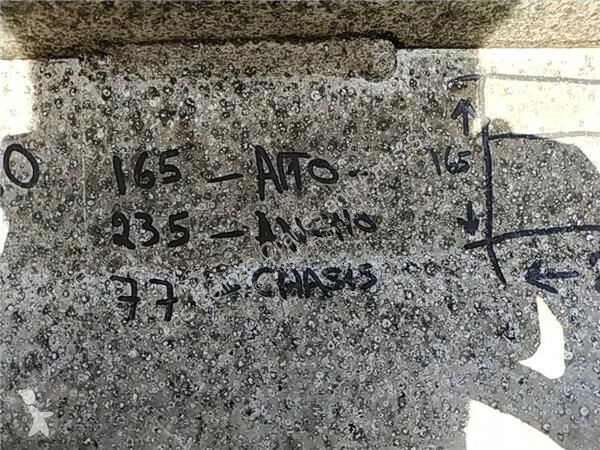 O 165 - ALTO
165
235 - ANCHO
77 - CHASIS